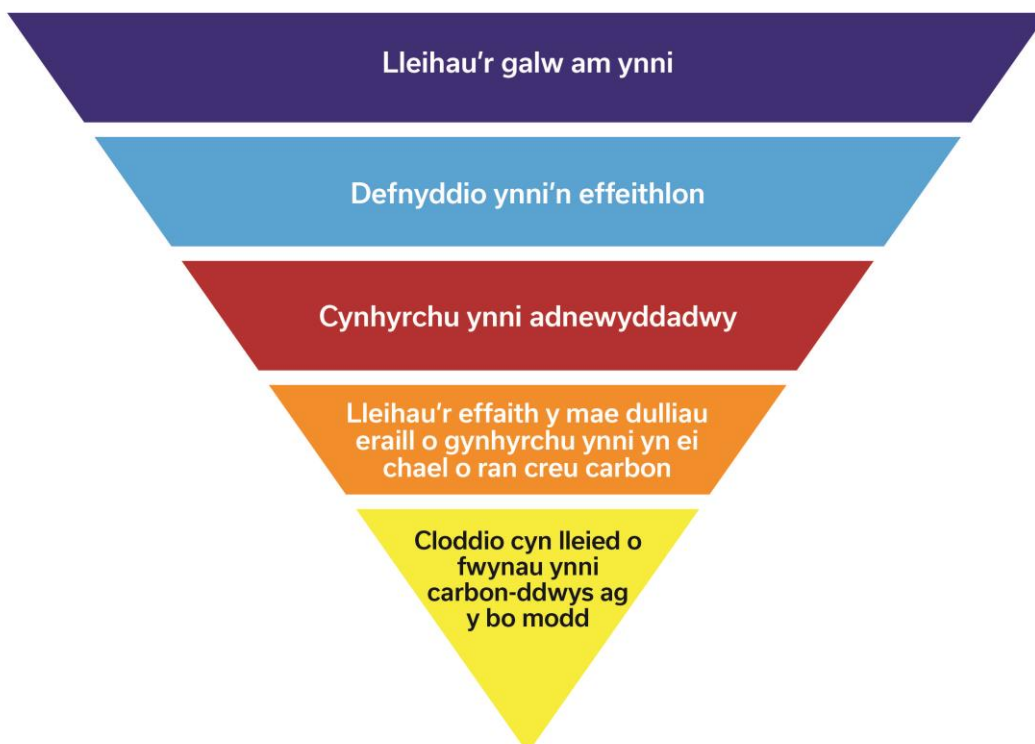 Lleihau'r galw am ynni
Defnyddio ynni'n effeithlon
Cynhyrchu ynni adnewyddadwy
Lleihau'r effaith y mae dulliau
eraill o gynhyrchu ynni yn ei
chael o ran creu carbon
Cloddio cyn lleied o
fwynau ynni
carbon-ddwys ag
y bo modd